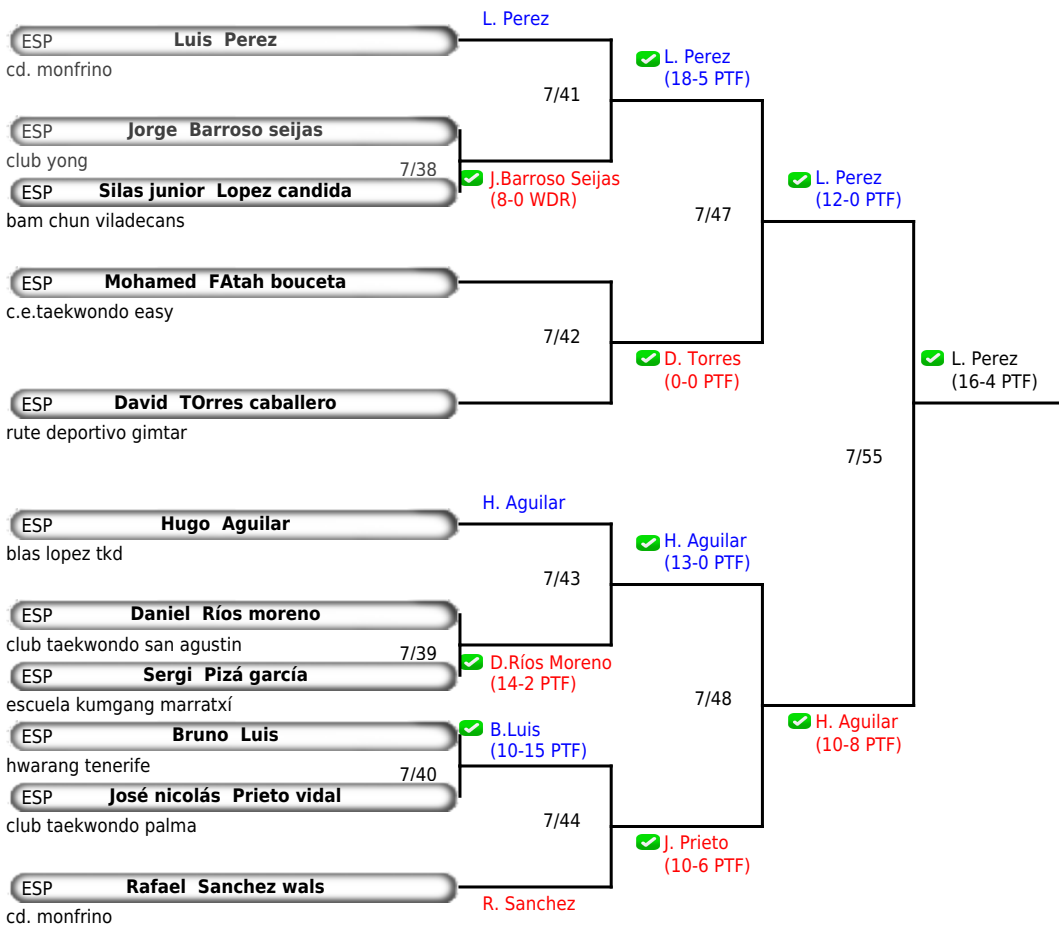 L. Perez
ESP Luis Perez
cd. monfrino
L. Perez
(18-5 PTF)
7/41
ESP Jorge Barroso seijas
club yong
7/38
J.Barroso Seijas
(8-0 WDR)
ESP Silas junior Lopez candida
bam chun viladecans
L. Perez
(12-0 PTF)
7/47
ESP Mohamed FAtah bouceta
c.e.taekwondo easy
7/42
D. Torres
(0-0 PTF)
L. Perez
(16-4 PTF)
ESP David TOrres caballero
rute deportivo gimtar
7/55
H. Aguilar
ESP Hugo Aguilar
blas lopez tkd
H. Aguilar
(13-0 PTF)
7/43
ESP Daniel Ríos moreno
club taekwondo san agustin
7/39
D.Ríos Moreno
(14-2 PTF)
ESP Sergi Pizá garcía
escuela kumgang marratxí
7/48
H. Aguilar
(10-8 PTF)
ESP Bruno Luis
hwarang tenerife
B.Luis
(10-15 PTF)
7/40
ESP José nicolás Prieto vidal
club taekwondo palma
7/44
J. Prieto
(10-6 PTF)
ESP Rafael Sanchez wals
cd. monfrino
R. Sanchez